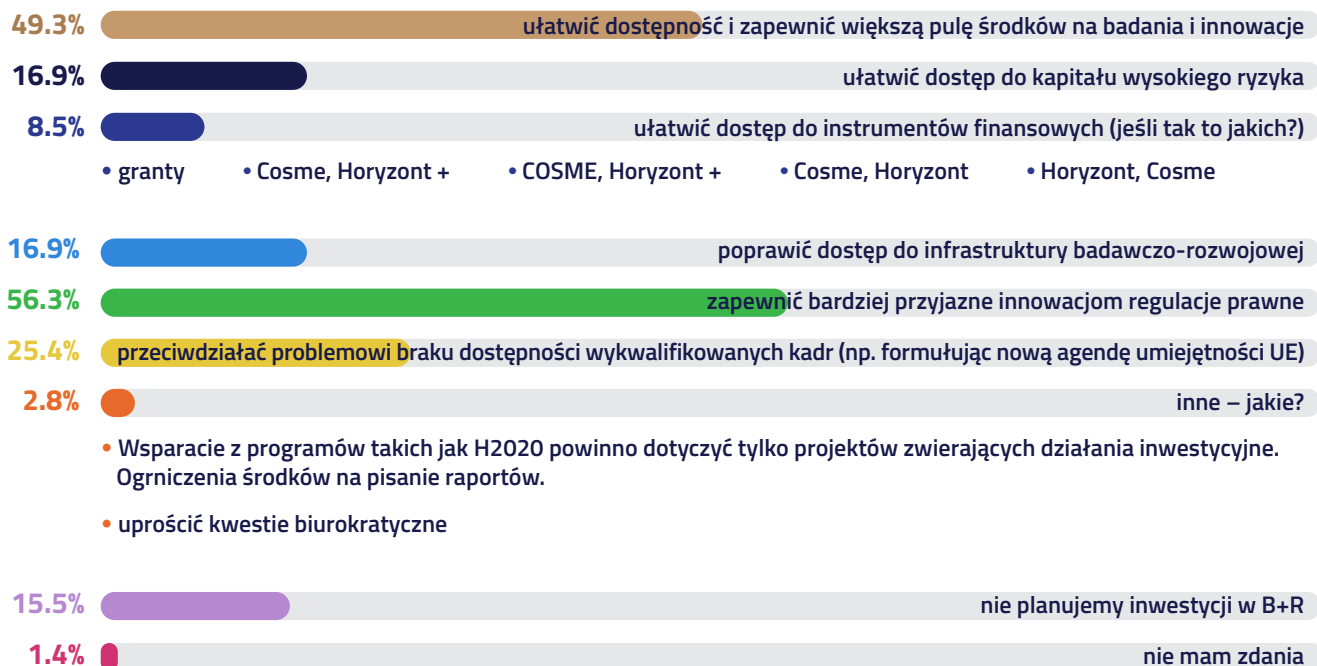 49.3% ułatwić dostępność i zapewnić większą pulę środków na badania i innowacje
16.9% ułatwić dostęp do kapitału wysokiego ryzyka
8.5% ułatwić dostęp do instrumentów finansowych (jeśli tak to jakich?)
• granty • Cosme, Horyzont + • COSME, Horyzont + • Cosme, Horyzont • Horyzont, Cosme
16.9% poprawić dostęp do infrastruktury badawczo-rozwojowej
56.3% zapewnić bardziej przyjazne innowacjom regulacje prawne
25.4% przeciwdziałać problemowi braku dostępności wykwalifikowanych kadr (np. formułując nową agendę umiejętności UE)
2.8% inne – jakie?
• Wsparacie z programów takich jak H2020 powinno dotyczyć tylko projektów zwierających działania inwestycyjne.
Ogrniczenia środków na pisanie raportów.
• uprościć kwestie biurokratyczne
15.5% nie planujemy inwestycji w B+R
1.4% nie mam zdania